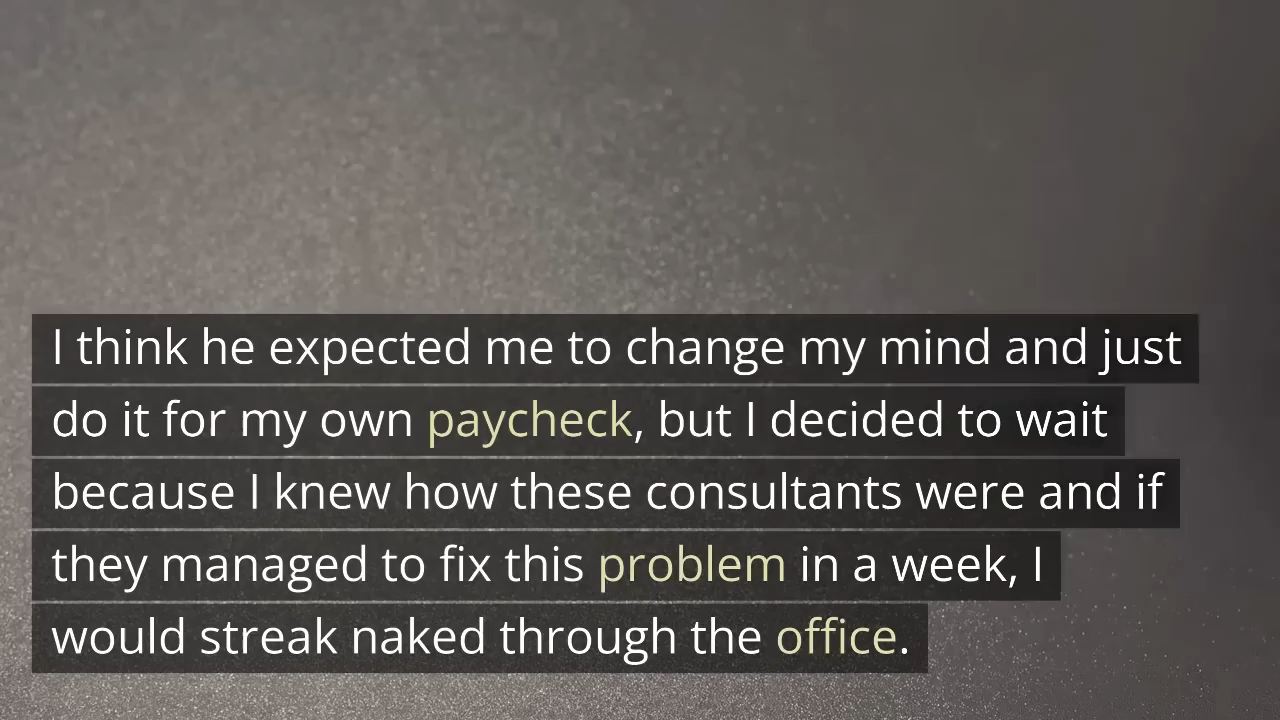 I think he expected me to change my mind and just
do it for my own paycheck, but I decided to wait
because I knew how these consultants were and if
they managed to fix this problem in a week, I
would streak naked through the office.